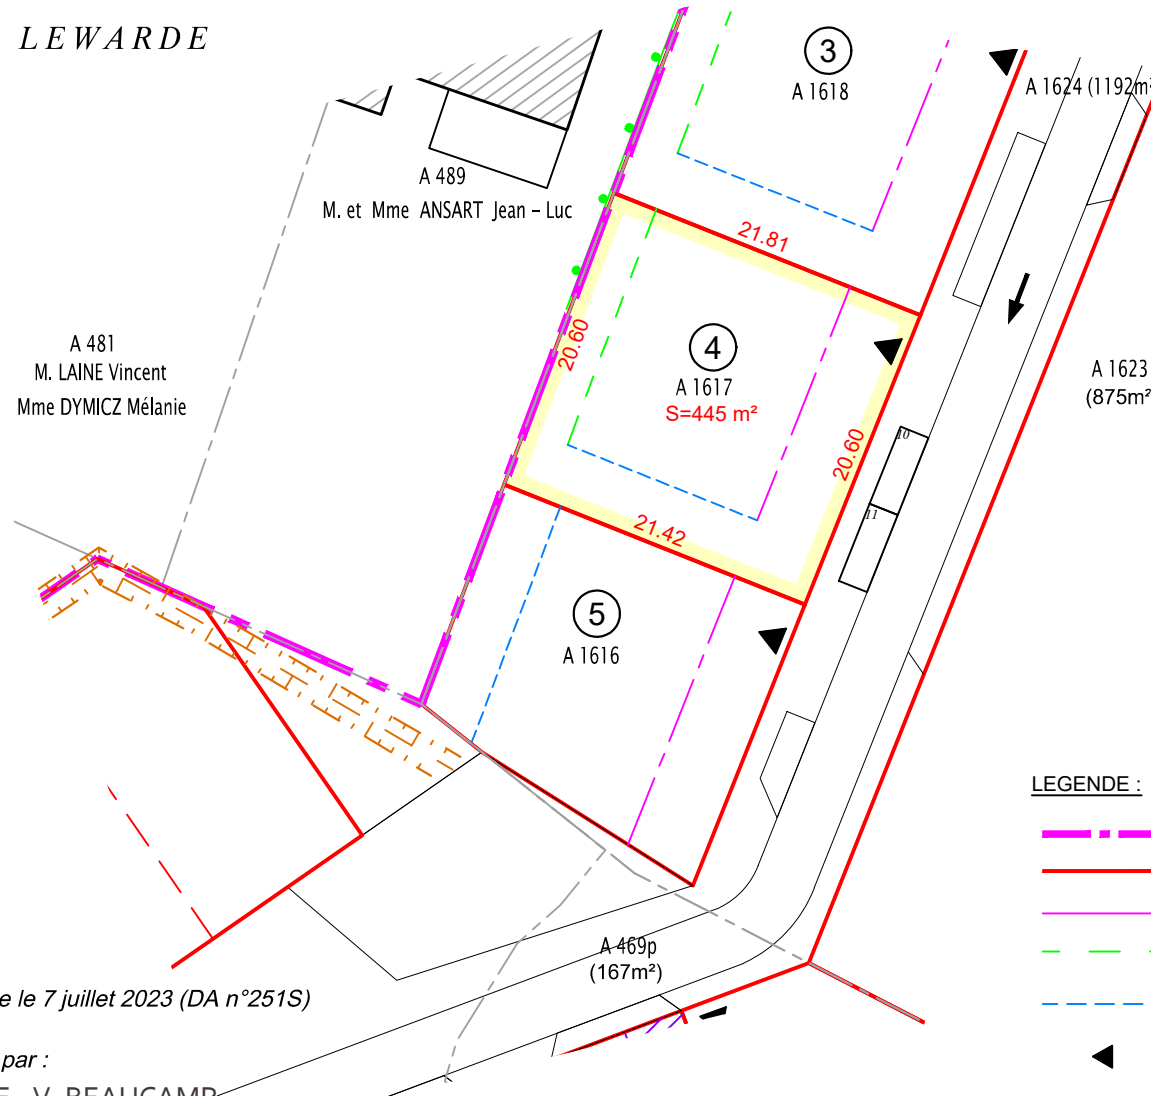 LEWARDE
3
A 1618
A 1624 (1192m²
A 489
M. et Mme ANSART Jean – Luc
21.81
A 481
M. LAINE Vincent
Mme DYMICZ Mélanie
20.60
4
A 1617
S=445 m²
A 1623
(875m²
20.60
10
11
21.42
5
A 1616
LEGENDE :
A 469p
(167m²)
e le 7 juillet 2023 (DA n°251S)
par :
V. BEAUCAMP